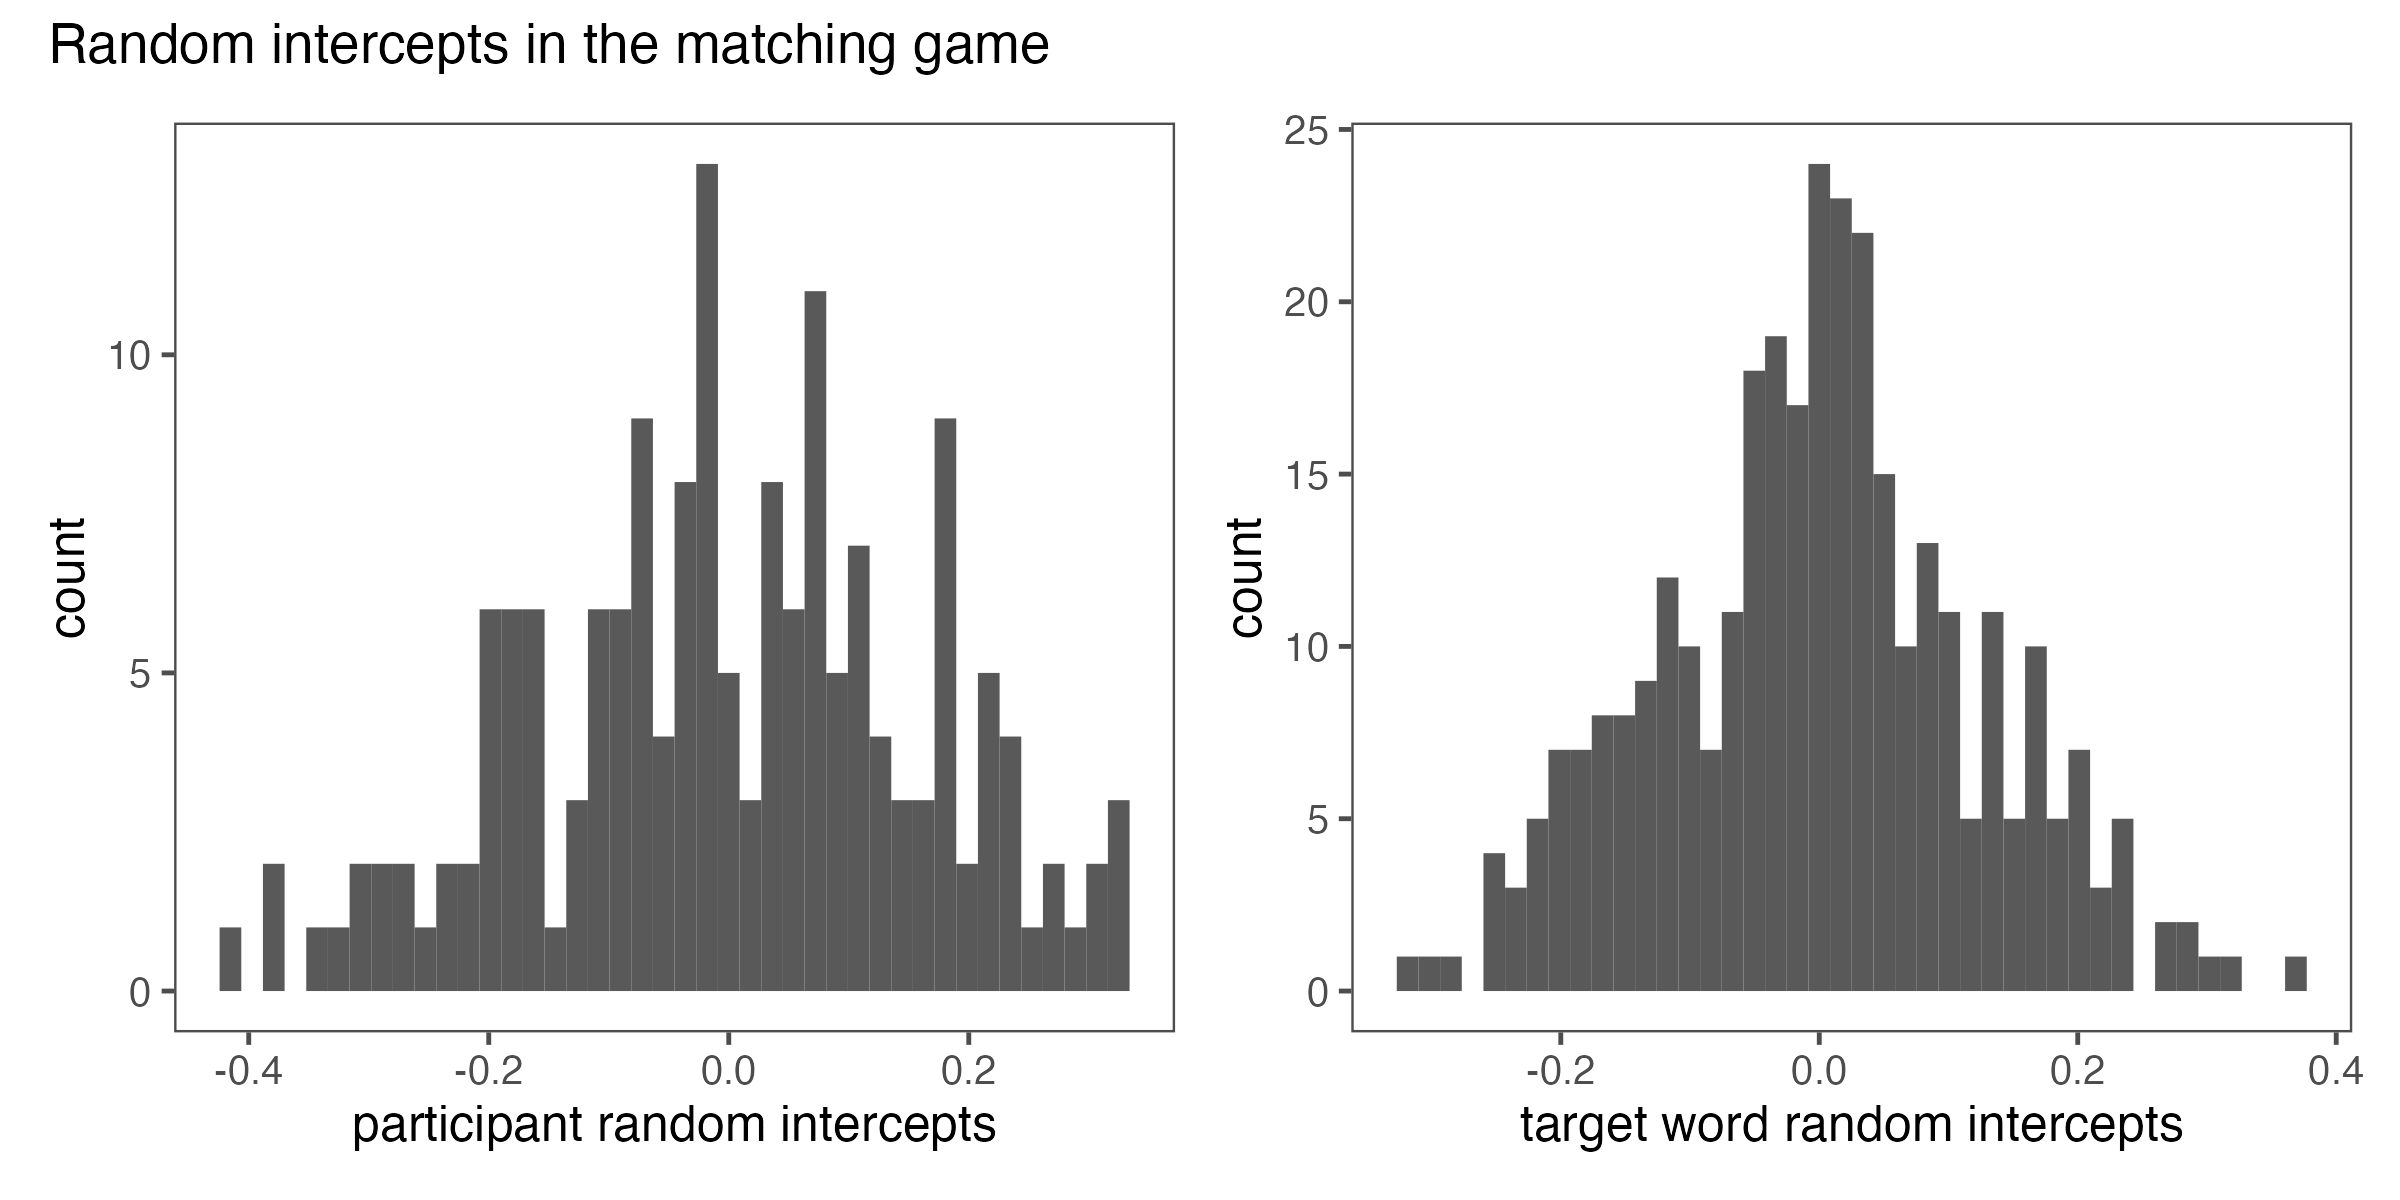 Random intercepts in the matching game
count
10
5
0
-0.4 -0.2 0.0 0.2
participant random intercepts
count
25
20
15
10
5
0
-0.2 0.0 0.2 0.4
target word random intercepts